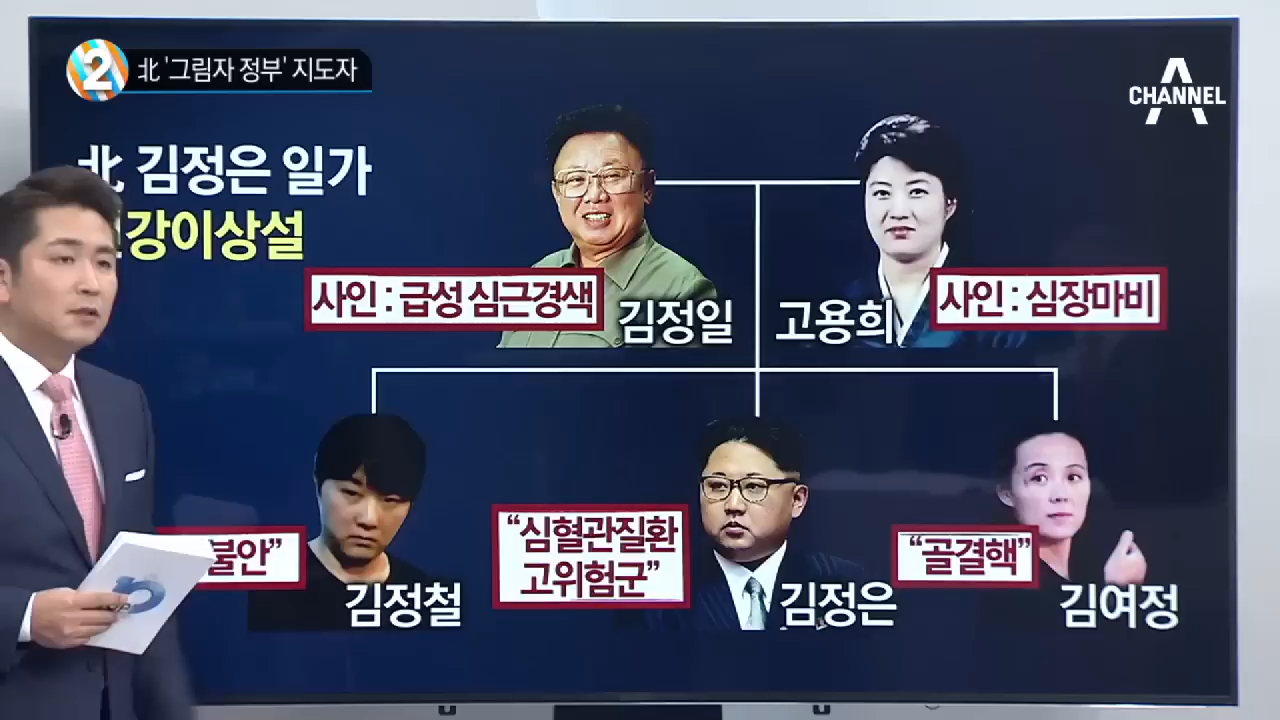 2
北 '그림자 정부' 지도자
CHANNEL A
北 김정은 일가
강이상설
사인 : 급성 심근경색
김정일
고용희
사인 : 심장마비
불안”
김정철
“심혈관질환
고위험군”
김정은
“골결핵”
김여정